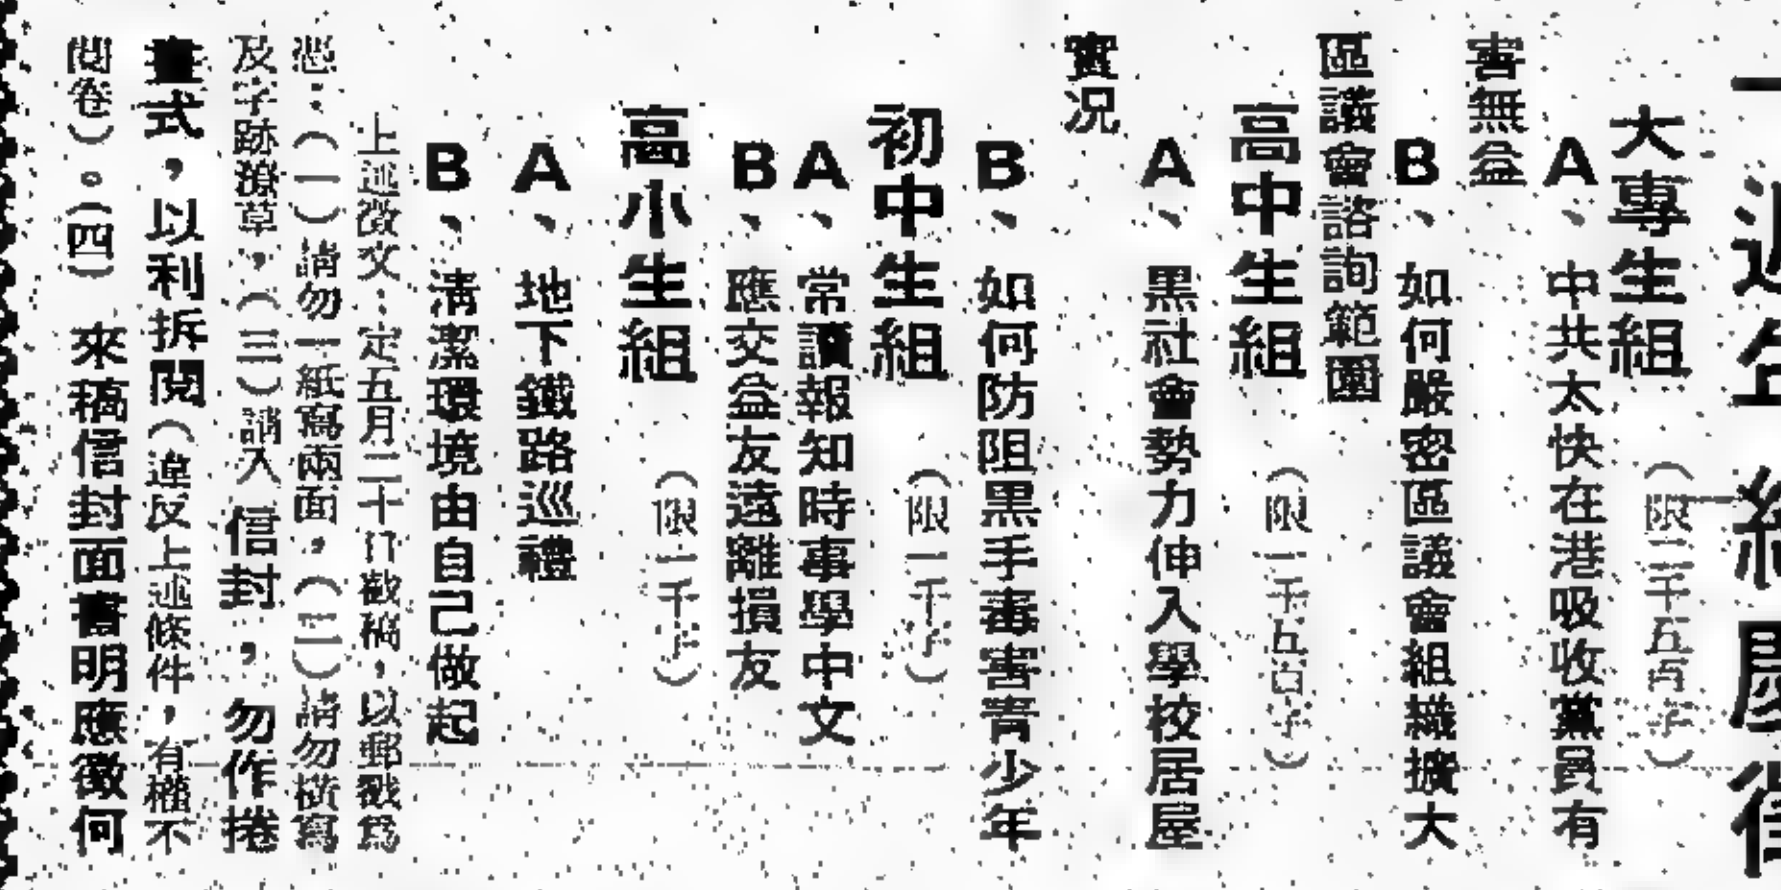 一週年紀慶徵
大專生組（限二千五百字）
A、中共太快在港吸收黨員有
害無益
B、如何嚴密區議會組織擴大
區議會諮詢範圍
高中生組（限一千五百字）
A、黑社會勢力伸入學校居屋
實況
B、如何防阻黑手毒害青少年
初中生組（限一千字）
A、常讀報知時事學中文
B、應交益友遠離損友
高小生組（限一千字）
A、地下鐵路巡禮
B、清潔環境由自己做起
上述徵文：定五月二十日截稿，以郵戳爲
憑：（一）請勿一紙寫兩面，（二）請勿橫寫
及字跡潦草，（三）請入信封，勿作捲
畫式，以利拆閱（違反上述條件，有權不
閱卷）。（四）來稿信封面書明應徵何